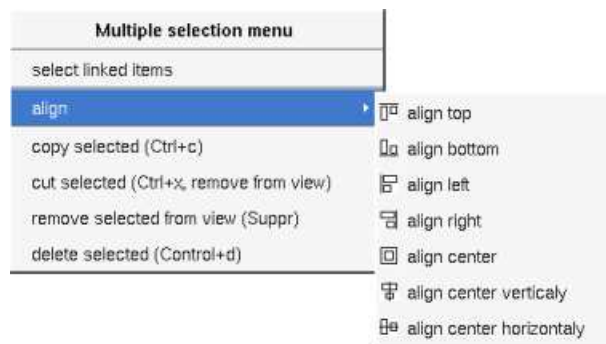 Multiple selection menu
select linked items
align
copy selected (Ctrl+c)
cut selected (Ctrl+x, remove from view)
remove selected from view (Suppr)
delete selected (Control+d)
align top
align bottom
align left
align right
align center
align center verticaly
align center horizontaly